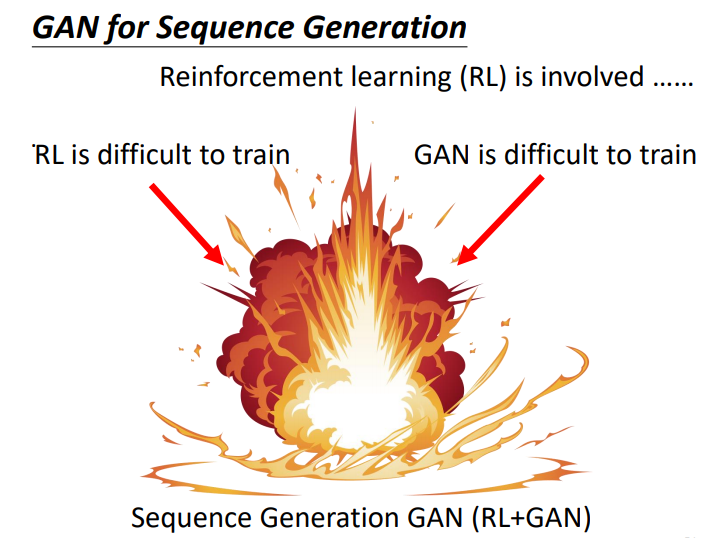 GAN for Sequence Generation
Reinforcement learning (RL) is involved ……
RL is difficult to train
GAN is difficult to train
Sequence Generation GAN (RL+GAN)